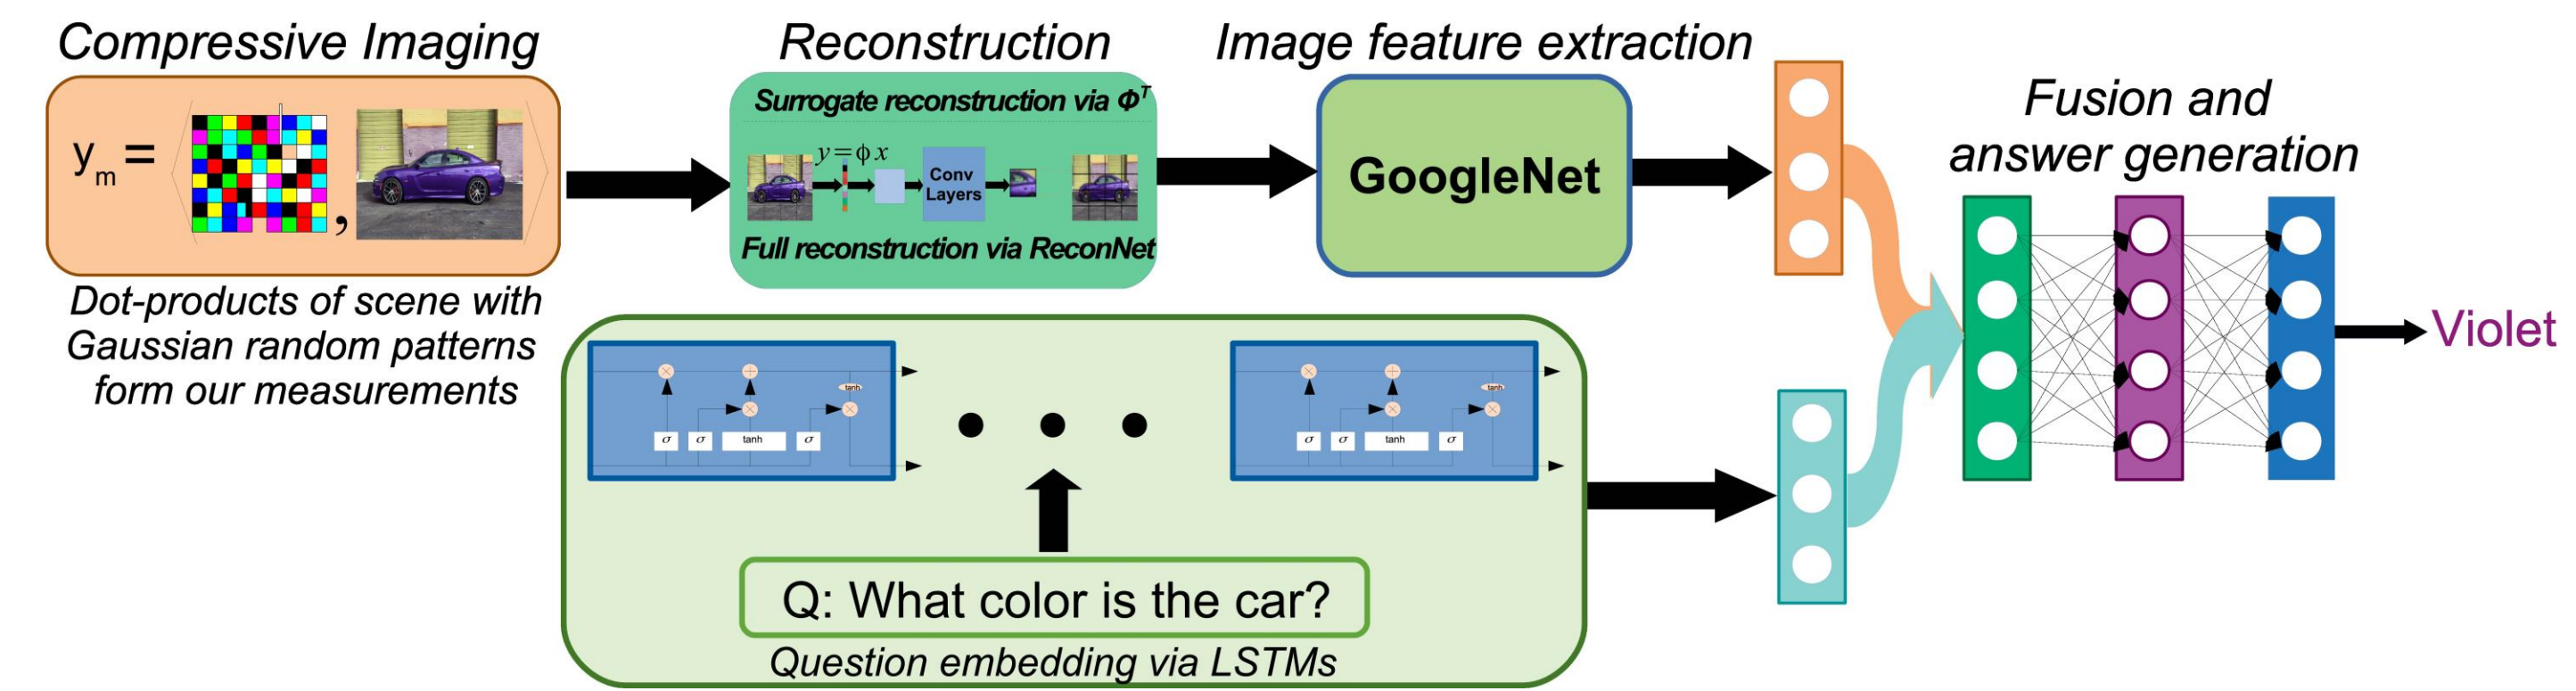 Compressive Imaging
y_m = ,
Dot-products of scene with
Gaussian random patterns
form our measurements
Reconstruction
Surrogate reconstruction via Φ^T
y = ϕ x
Conv
Layers
Full reconstruction via ReconNet
Image feature extraction
GoogleNet
Fusion and
answer generation
Violet
tanh
σ σ tanh σ
tanh
σ σ tanh σ
Q: What color is the car?
Question embedding via LSTMs